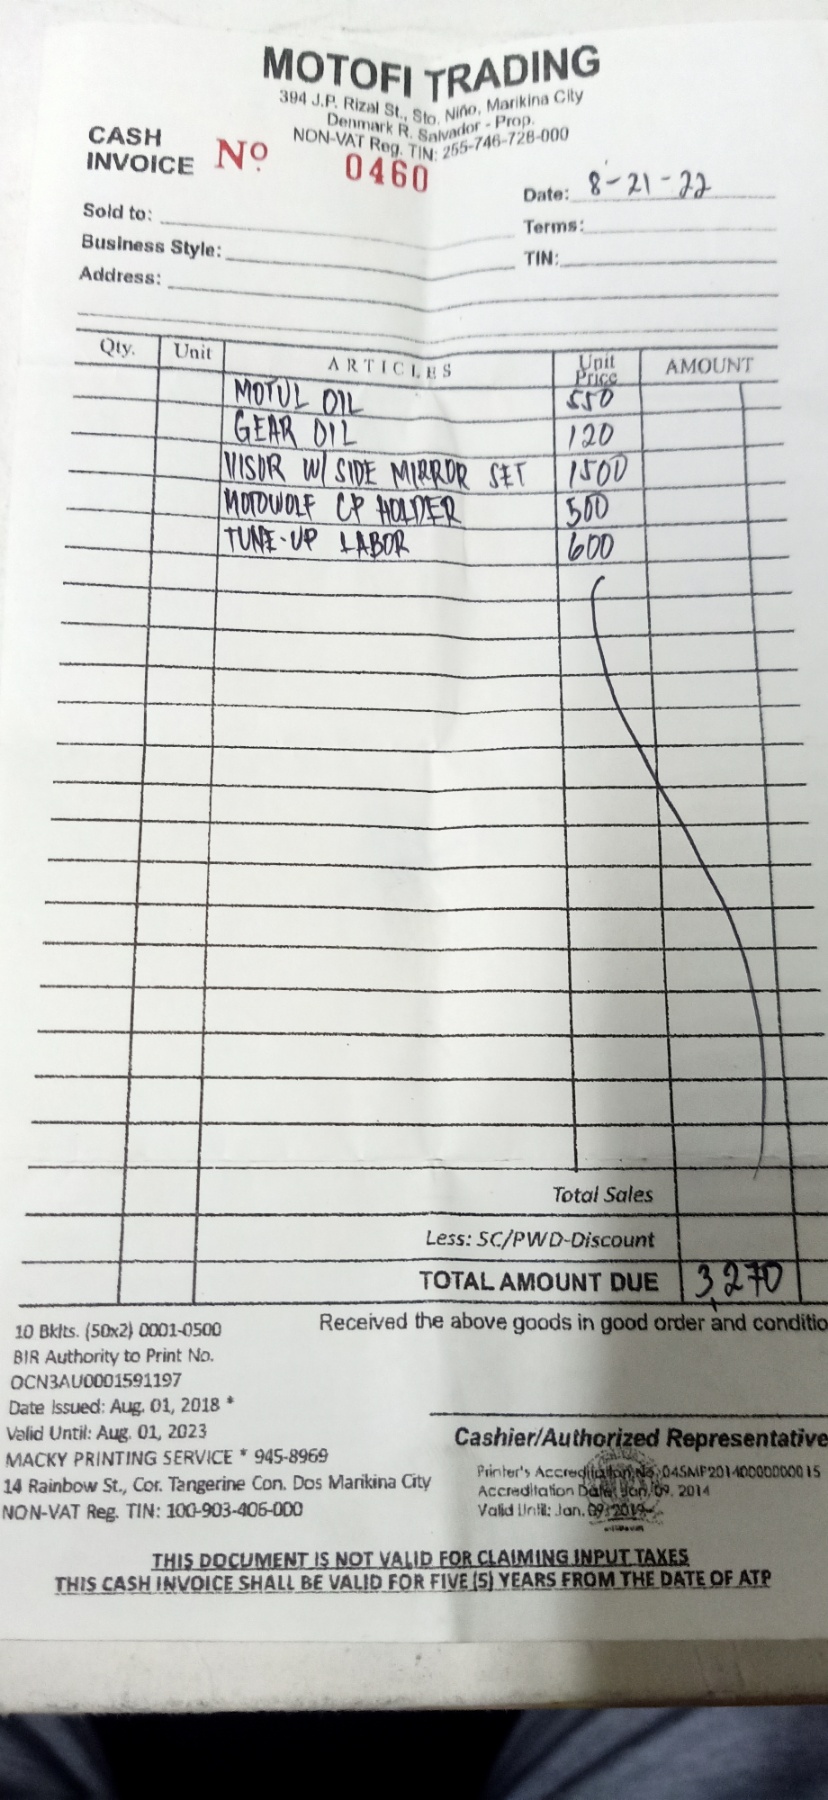 MOTOFI TRADING
394 J.P. Rizal St., Sto. Niño, Marikina City
Denmark R. Salvador - Prop.
NON-VAT Reg. TIN: 255-746-728-000
CASH INVOICE Nº 0460
Date: 8-21-22
Sold to:
Terms:
Business Style:
TIN:
Address:
Qty. Unit ARTICLES Unit Price AMOUNT
MOTUL OIL 550
GEAR OIL 120
VISOR W/ SIDE MIRROR SET 1500
MOTOWOLF CP HOLDER 500
TUNE-UP LABOR 600
Total Sales
Less: SC/PWD-Discount
TOTAL AMOUNT DUE 3,270
10 Bklts. (50x2) 0001-0500
Received the above goods in good order and conditio
BIR Authority to Print No.
OCN3AU0001591197
Date Issued: Aug. 01, 2018 *
Valid Until: Aug. 01, 2023
Cashier/Authorized Representative
MACKY PRINTING SERVICE * 945-8969
Printer's Accreditation No. 045MP20140000000015
14 Rainbow St., Cor. Tangerine Con. Dos Marikina City
Accreditation Date: Jan. 09, 2014
NON-VAT Reg. TIN: 100-903-406-000
Valid Until: Jan. 09, 2019
THIS DOCUMENT IS NOT VALID FOR CLAIMING INPUT TAXES
THIS CASH INVOICE SHALL BE VALID FOR FIVE (5) YEARS FROM THE DATE OF ATP